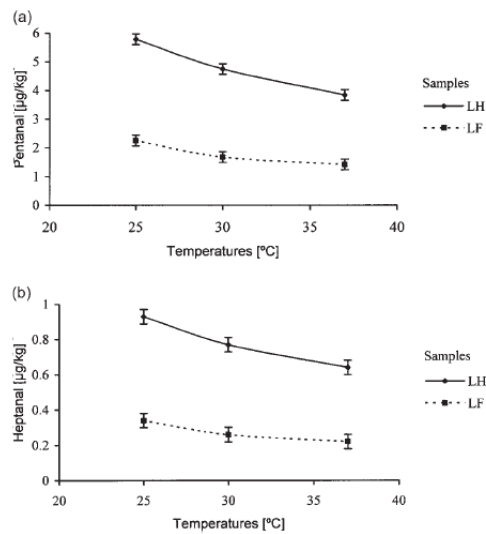 (a)
6
5
4
3
2
1
0
Pentanal [µg/kg]
20 25 30 35 40
Temperatures [ºC]
Samples
LH
LF
(b)
1
0.8
0.6
0.4
0.2
0
Heptanal [µg/kg]
20 25 30 35 40
Temperatures [ºC]
Samples
LH
LF